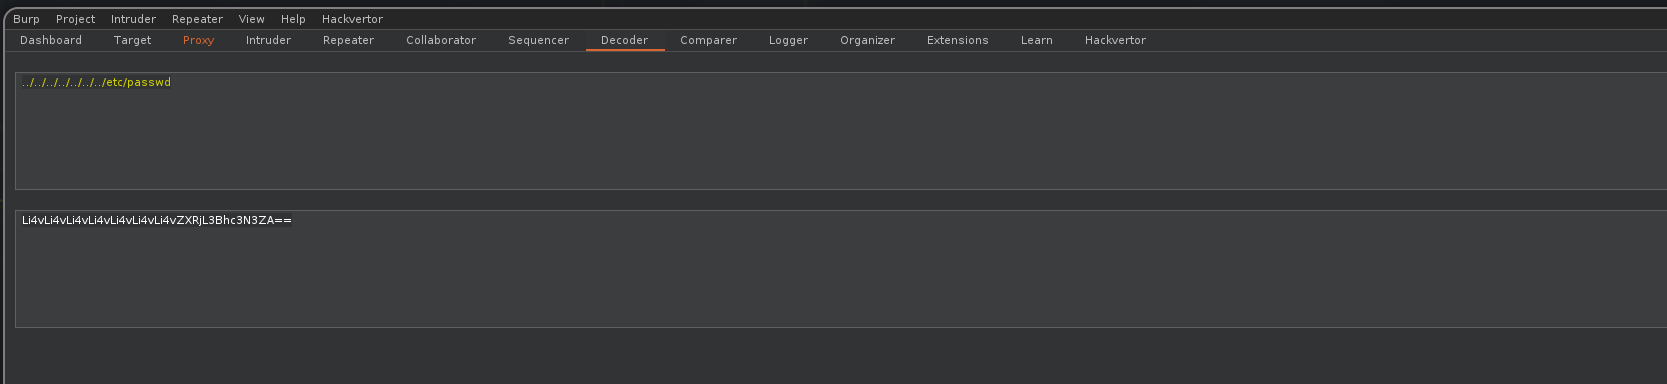 Burp Project Intruder Repeater View Help Hackvertor
Dashboard Target Proxy Intruder Repeater Collaborator Sequencer Decoder Comparer Logger Organizer Extensions Learn Hackvertor
../../../../../../../etc/passwd
Li4vLi4vLi4vLi4vLi4vLi4vLi4vZXRjL3Bhc3N3ZA==